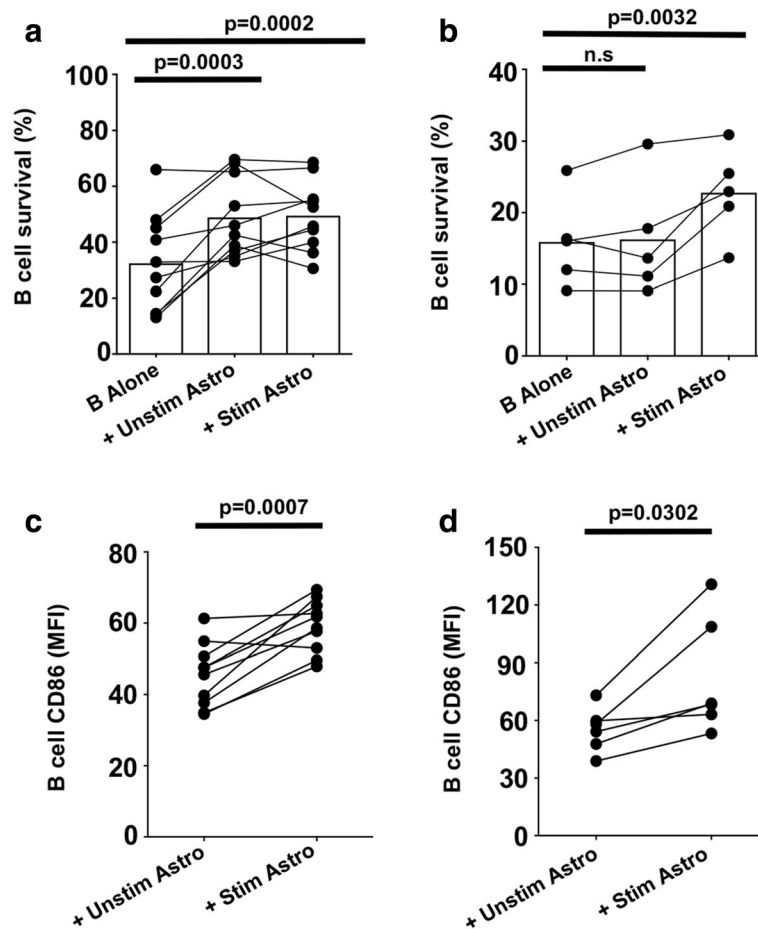 a
p=0.0002
p=0.0003
B cell survival (%)
100
80
60
40
20
0
B Alone
+ Unstim Astro
+ Stim Astro
b
p=0.0032
n.s
B cell survival (%)
40
30
20
10
0
B Alone
+ Unstim Astro
+ Stim Astro
c
p=0.0007
B cell CD86 (MFI)
80
60
40
20
0
+ Unstim Astro
+ Stim Astro
d
p=0.0302
B cell CD86 (MFI)
150
120
90
60
30
0
+ Unstim Astro
+ Stim Astro